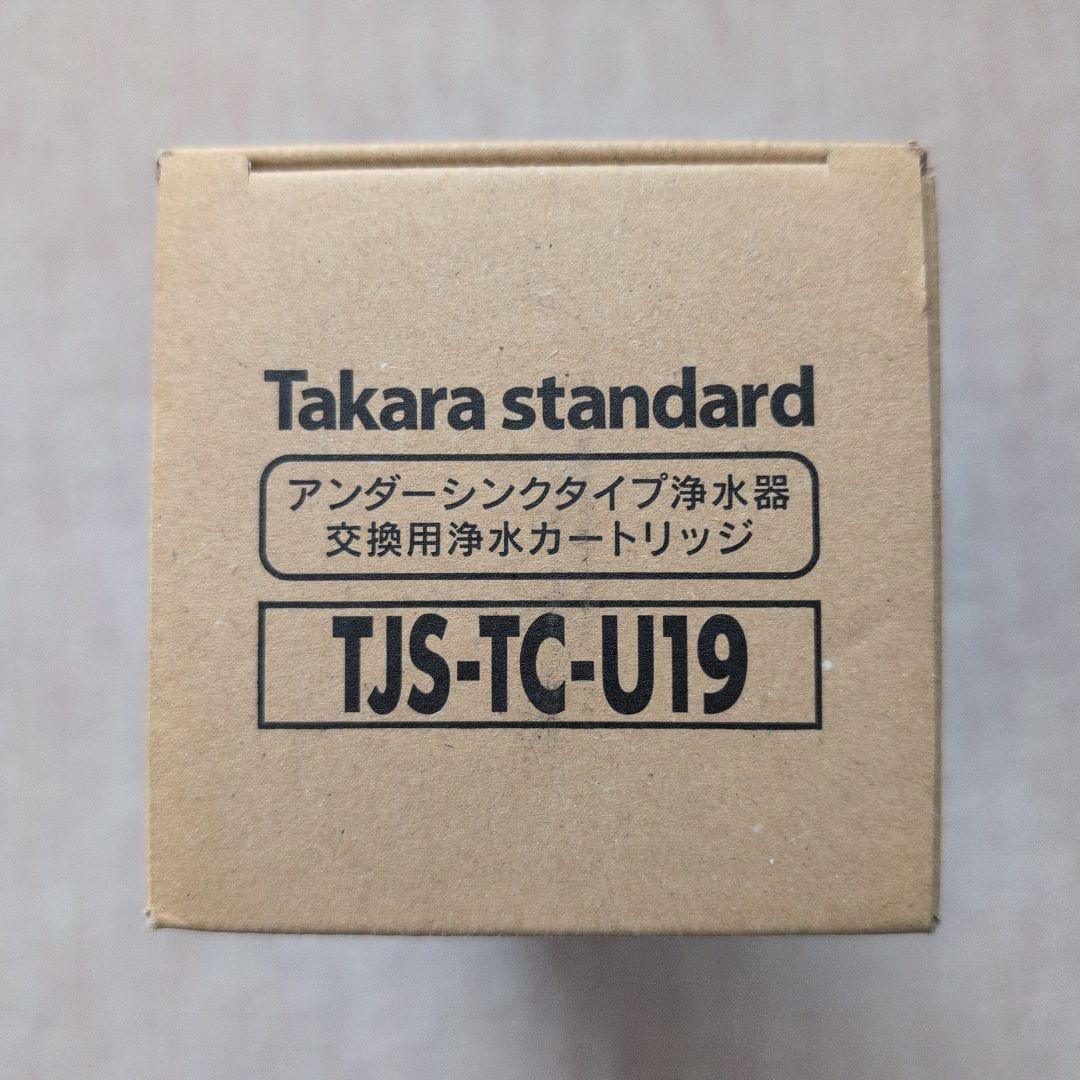 Takara standard
アンダーシンクタイプ浄水器
交換用浄水カートリッジ
TJS-TC-U19